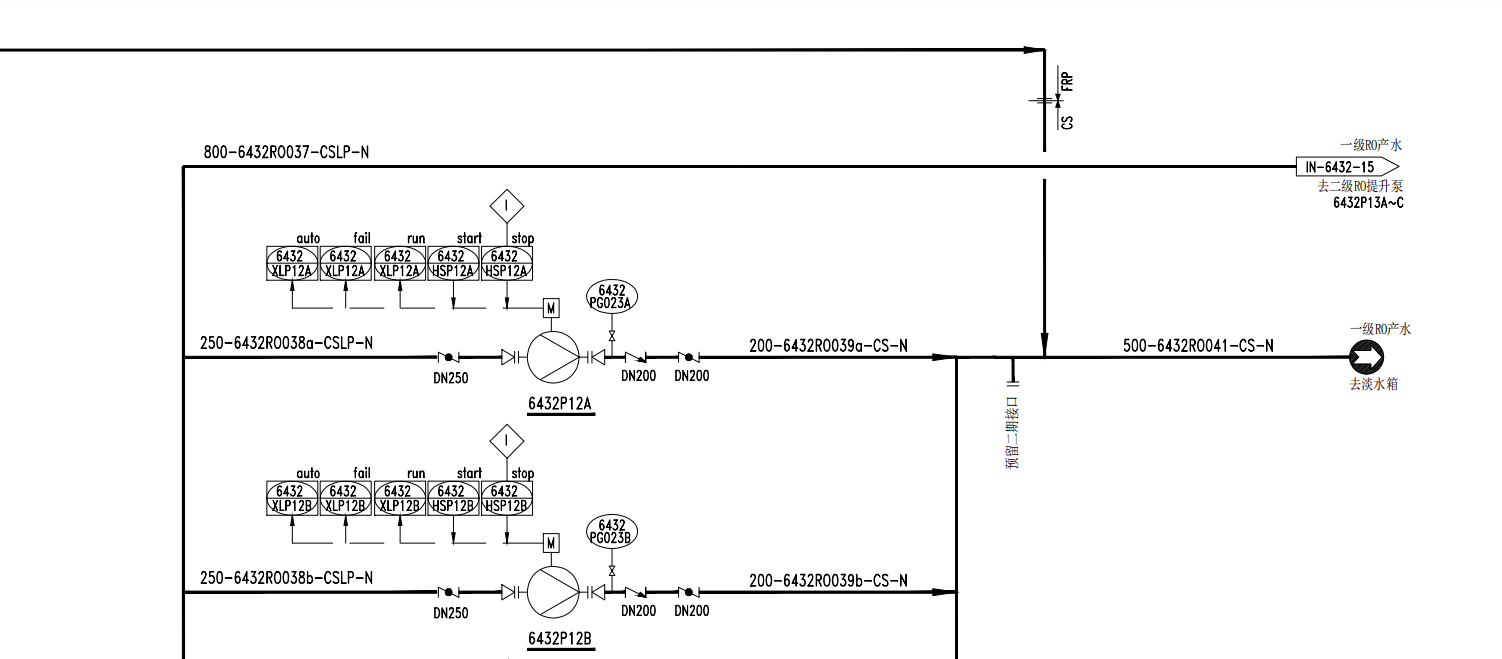 FRP
CS
800-6432RO037-CSLP-N
一级RO产水
IN-6432-15
去二级RO提升泵
6432P13A~C
I
auto
fail
run
start
stop
6432
XLP12A
6432
XLP12A
6432
XLP12A
6432
HSP12A
6432
HSP12A
M
6432
PG023A
250-6432RO038a-CSLP-N
DN250
DN200
DN200
200-6432RO039a-CS-N
500-6432RO041-CS-N
一级RO产水
去淡水箱
预留二期接口
6432P12A
I
auto
fail
run
start
stop
6432
XLP12B
6432
XLP12B
6432
XLP12B
6432
HSP12B
6432
HSP12B
M
6432
PG023B
250-6432RO038b-CSLP-N
DN250
DN200
DN200
200-6432RO039b-CS-N
6432P12B